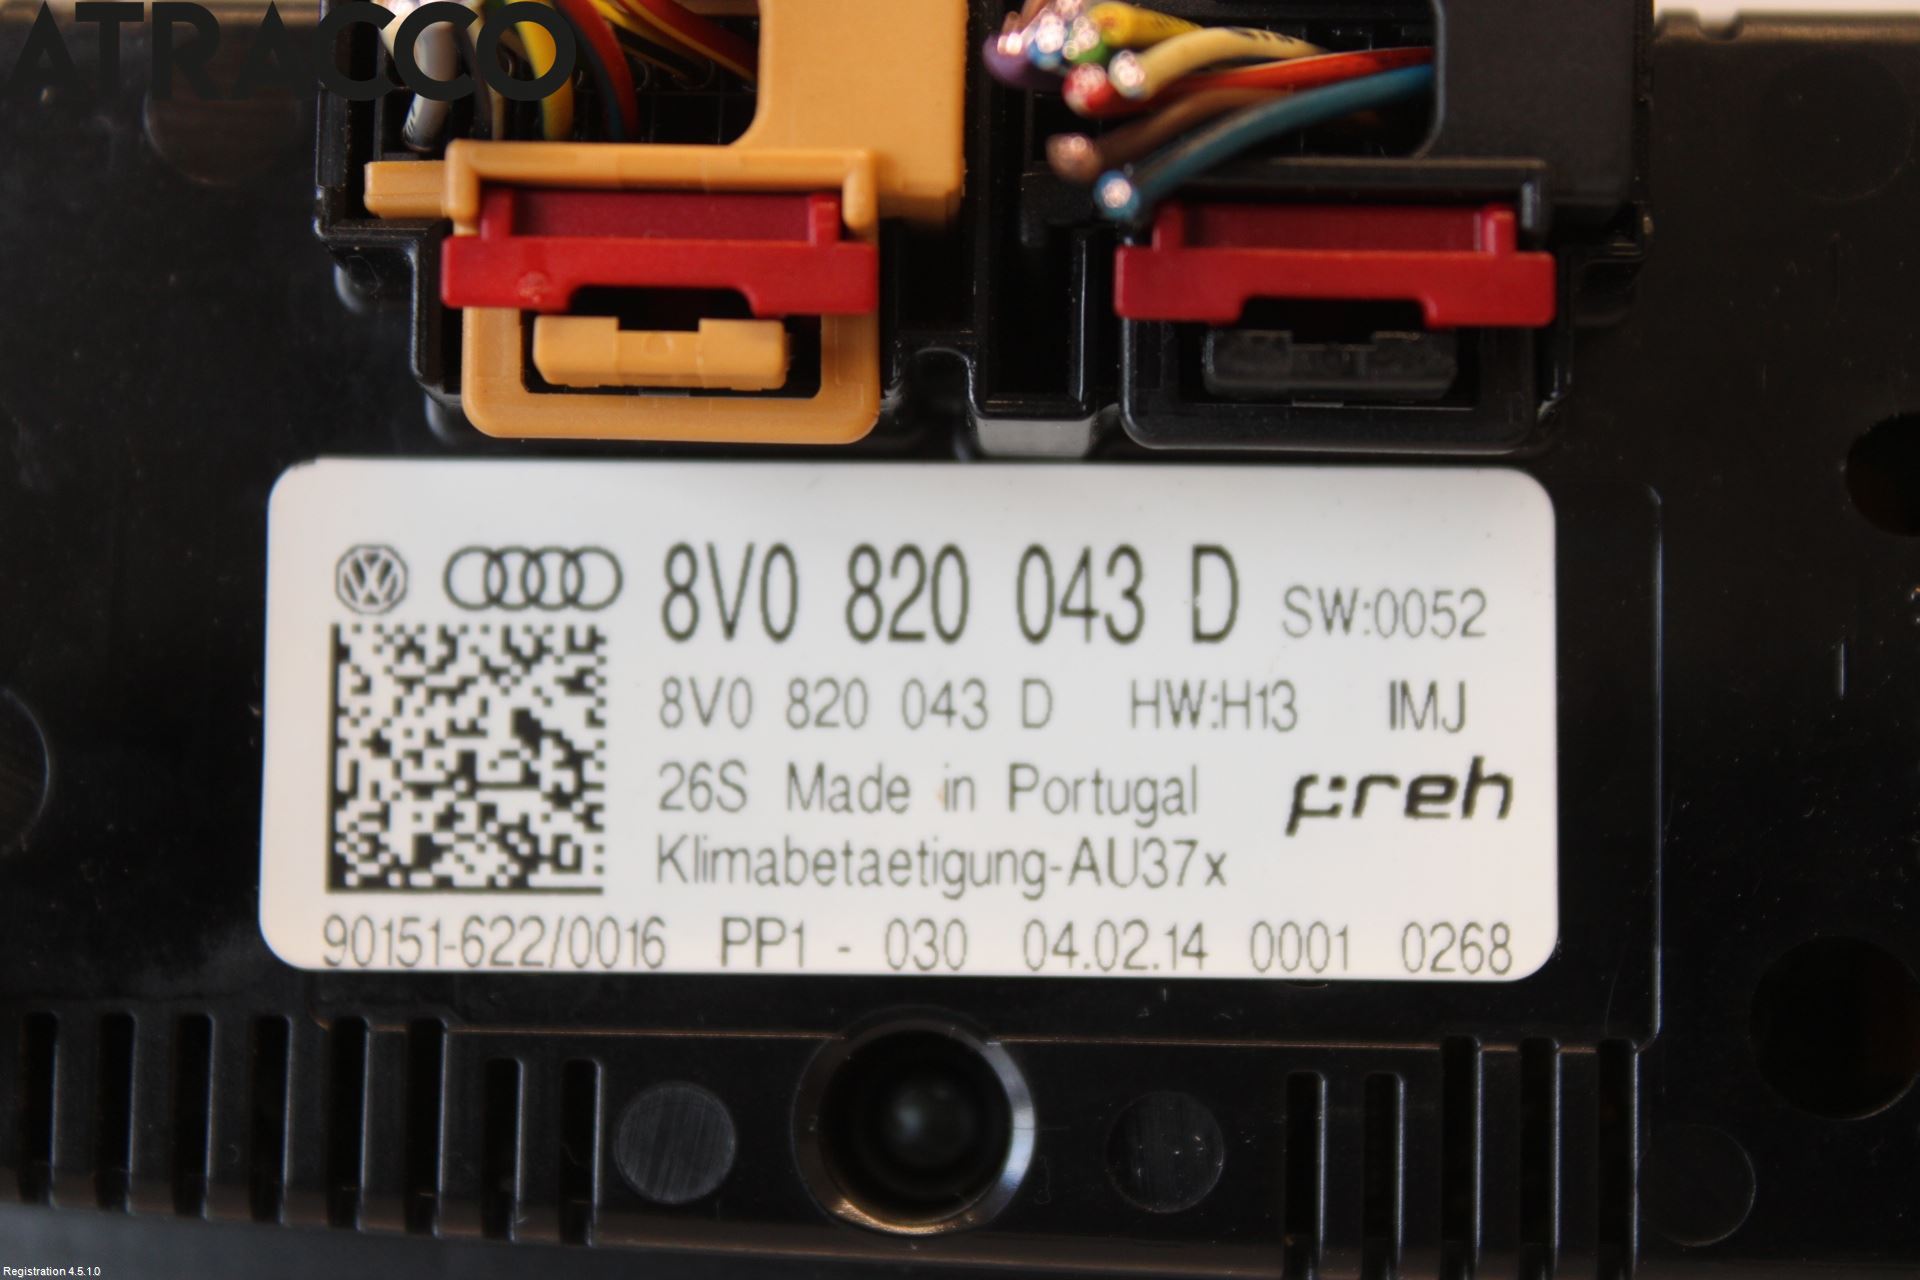 ATRACCO
8V0 820 043 D SW:0052
8V0 820 043 D HW:H13 IMJ
26S Made in Portugal preh
Klimabetaetigung-AU37x
90151-622/0016 PP1 - 030 04.02.14 0001 0268
Registration 4.5.1.0